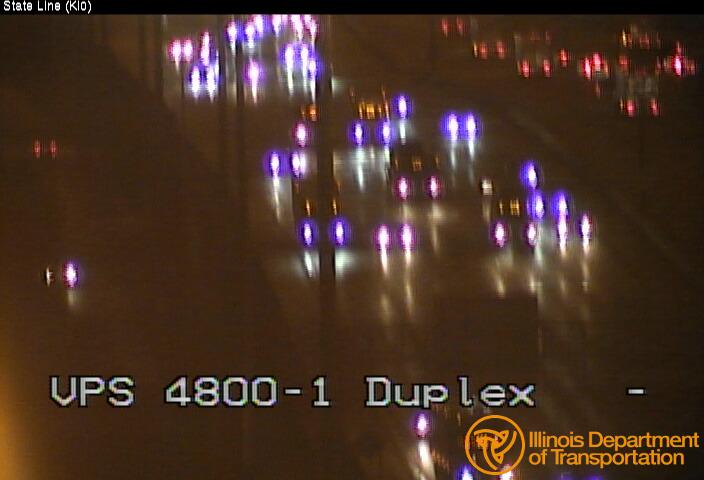 State Line (Klo)
VPS 4800-1 Duplex -
Illinois Department
of Transportation